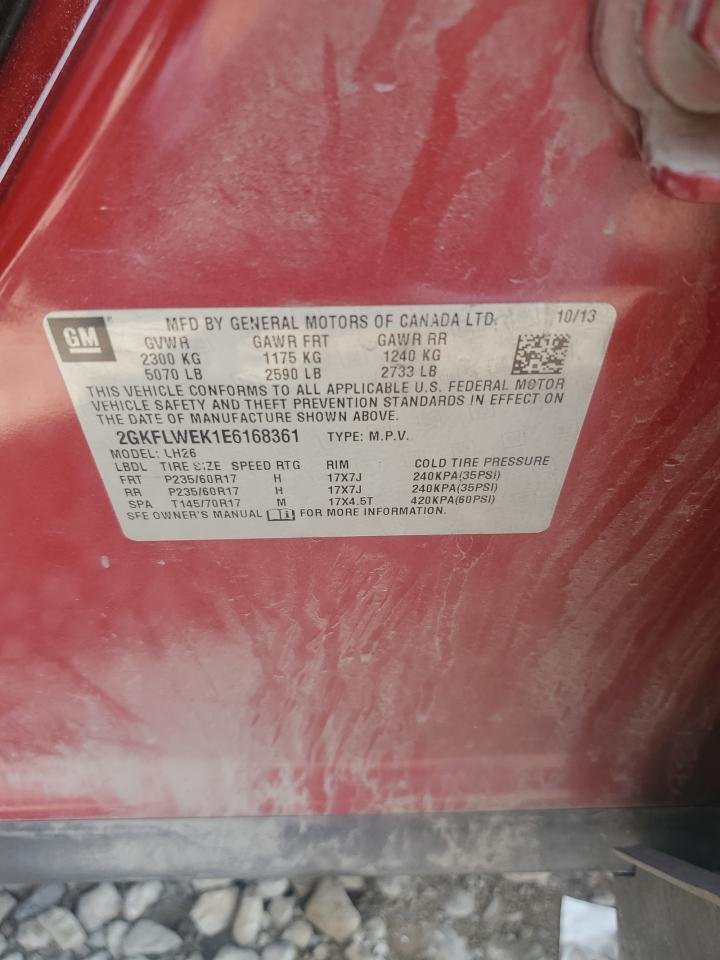 GM MFD BY GENERAL MOTORS OF CANADA LTD. 10/13
GVWR GAWR FRT GAWR RR
2300 KG 1175 KG 1240 KG
5070 LB 2590 LB 2733 LB
THIS VEHICLE CONFORMS TO ALL APPLICABLE U.S. FEDERAL MOTOR
VEHICLE SAFETY AND THEFT PREVENTION STANDARDS IN EFFECT ON
THE DATE OF MANUFACTURE SHOWN ABOVE.
2GKFLWEK1E6168361 TYPE: M.P.V.
MODEL: LH26
LBDL TIRE SIZE SPEED RTG RIM COLD TIRE PRESSURE
FRT P235/60R17 H 17X7J 240KPA(35PSI)
RR P235/60R17 H 17X7J 240KPA(35PSI)
SPA T145/70R17 M 17X4.5T 420KPA(60PSI)
SEE OWNER'S MANUAL FOR MORE INFORMATION.